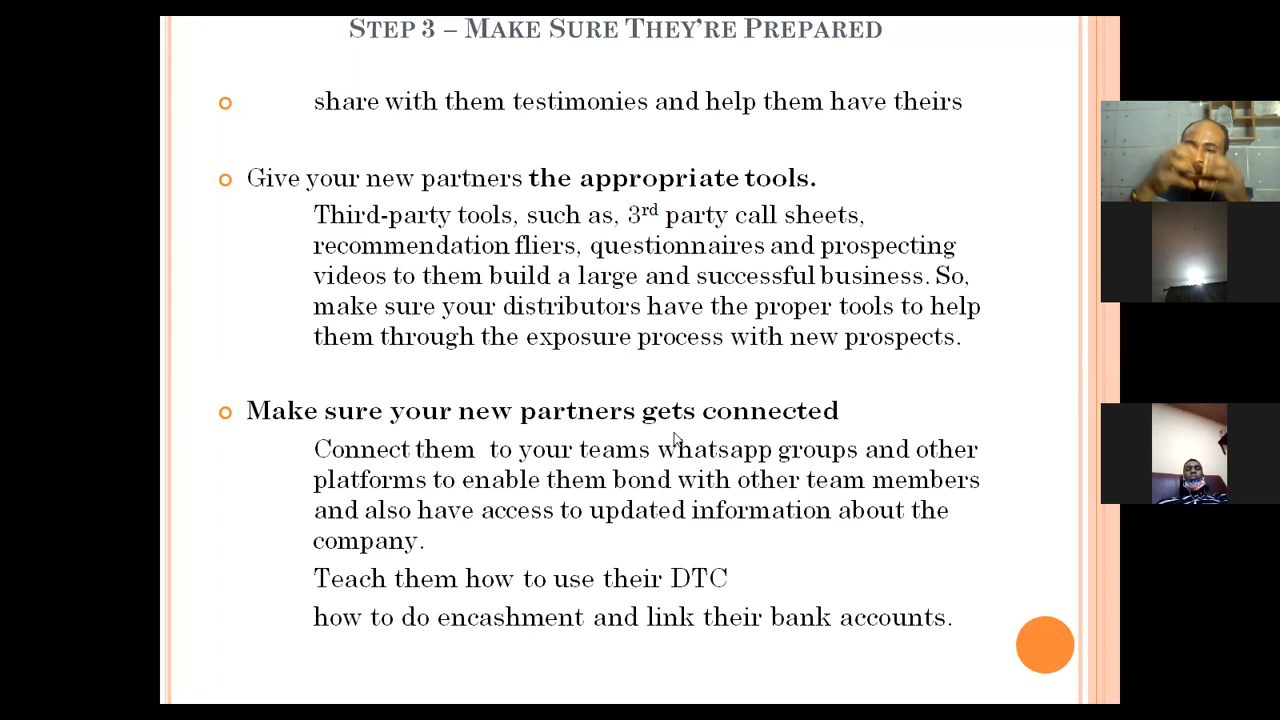 STEP 3 – MAKE SURE THEY'RE PREPARED
share with them testimonies and help them have theirs
Give your new partners the appropriate tools.
Third-party tools, such as, 3rd party call sheets,
recommendation fliers, questionnaires and prospecting
videos to them build a large and successful business. So,
make sure your distributors have the proper tools to help
them through the exposure process with new prospects.
Make sure your new partners gets connected
Connect them  to your teams whatsapp groups and other
platforms to enable them bond with other team members
and also have access to updated information about the
company.
Teach them how to use their DTC
how to do encashment and link their bank accounts.